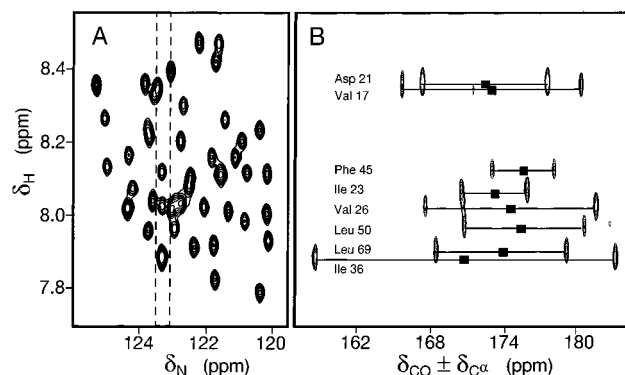 A
8.4
8.2
8.0
7.8
δH (ppm)
124
122
120
δN (ppm)
B
Asp 21
Val 17
Phe 45
Ile 23
Val 26
Leu 50
Leu 69
Ile 36
162
168
174
180
δCO ± δCα (ppm)